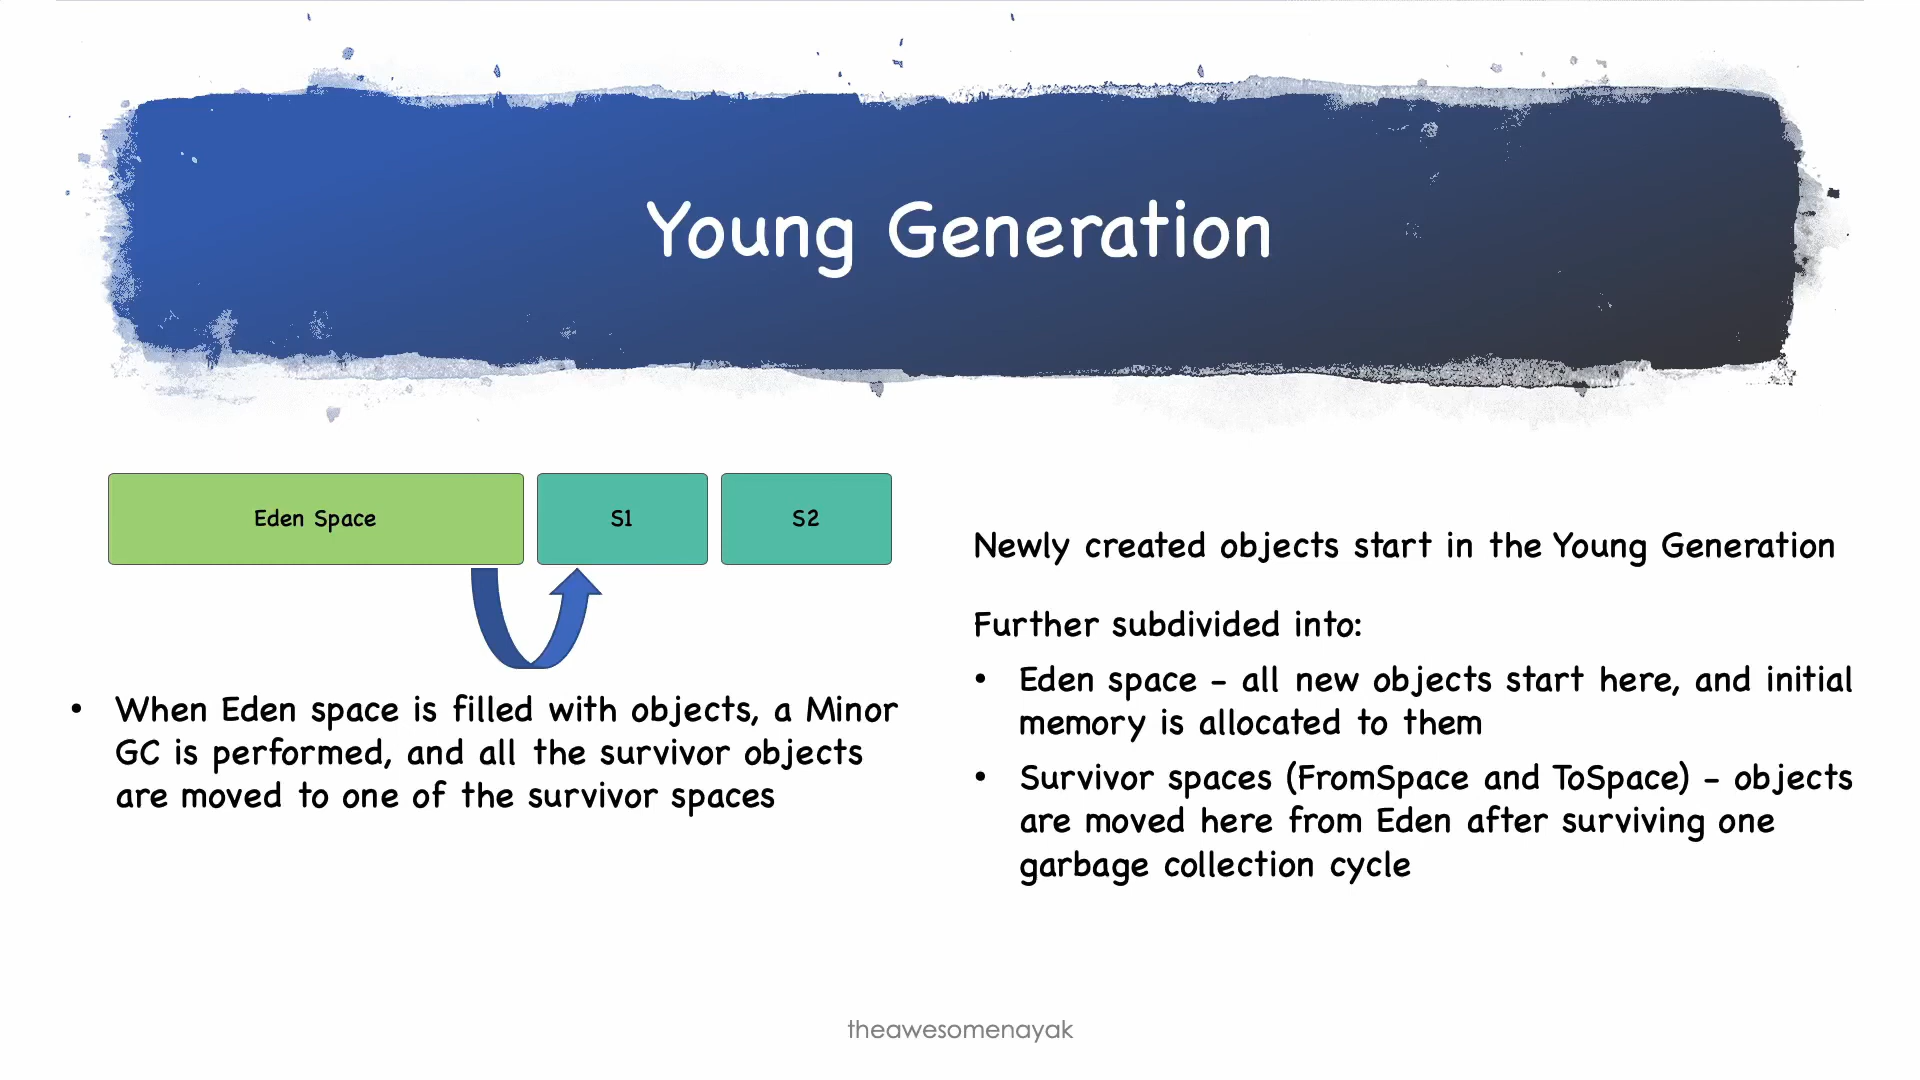 Young Generation
Eden Space
S1
S2
• When Eden space is filled with objects, a Minor
GC is performed, and all the survivor objects
are moved to one of the survivor spaces
Newly created objects start in the Young Generation
Further subdivided into:
• Eden space – all new objects start here, and initial
memory is allocated to them
• Survivor spaces (FromSpace and ToSpace) – objects
are moved here from Eden after surviving one
garbage collection cycle
theawesomenayak